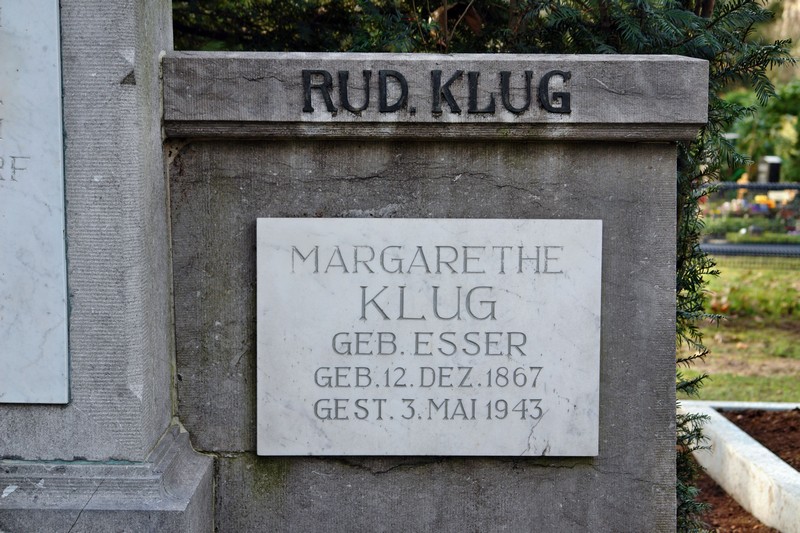 RUD. KLUG
MARGARETHE
KLUG
GEB. ESSER
GEB. 12. DEZ. 1867
GEST. 3. MAI 1943